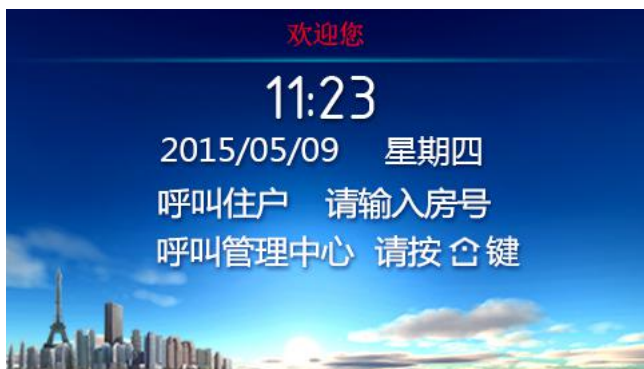 欢迎您
11:23
2015/05/09 星期四
呼叫住户 请输入房号
呼叫管理中心 请按 键